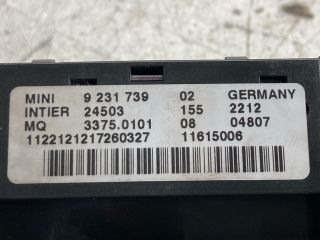 MINI 9 231 739 02 GERMANY
INTIER 24503 155 2212
MQ 3375.0101 08 04807
1122121217260327 11615006